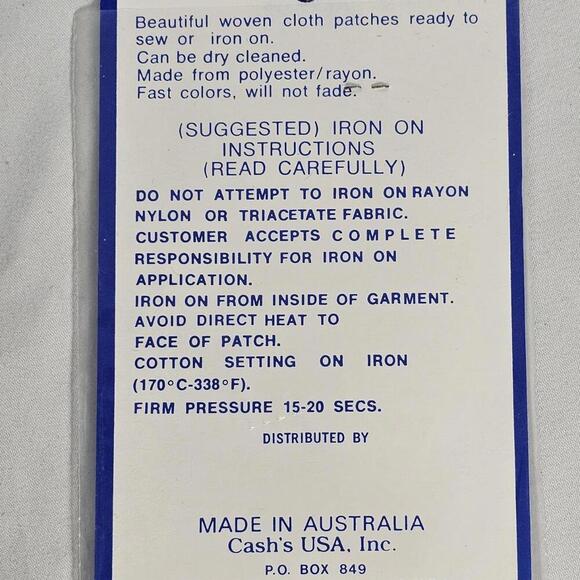 Beautiful woven cloth patches ready to
sew or iron on.
Can be dry cleaned.
Made from polyester/rayon.
Fast colors, will not fade.
(SUGGESTED) IRON ON
INSTRUCTIONS
(READ CAREFULLY)
DO NOT ATTEMPT TO IRON ON RAYON
NYLON OR TRIACETATE FABRIC.
CUSTOMER ACCEPTS COMPLETE
RESPONSIBILITY FOR IRON ON
APPLICATION.
IRON ON FROM INSIDE OF GARMENT.
AVOID DIRECT HEAT TO
FACE OF PATCH.
COTTON SETTING ON IRON
(170°C-338°F).
FIRM PRESSURE 15-20 SECS.
DISTRIBUTED BY
MADE IN AUSTRALIA
Cash's USA, Inc.
P.O. BOX 849